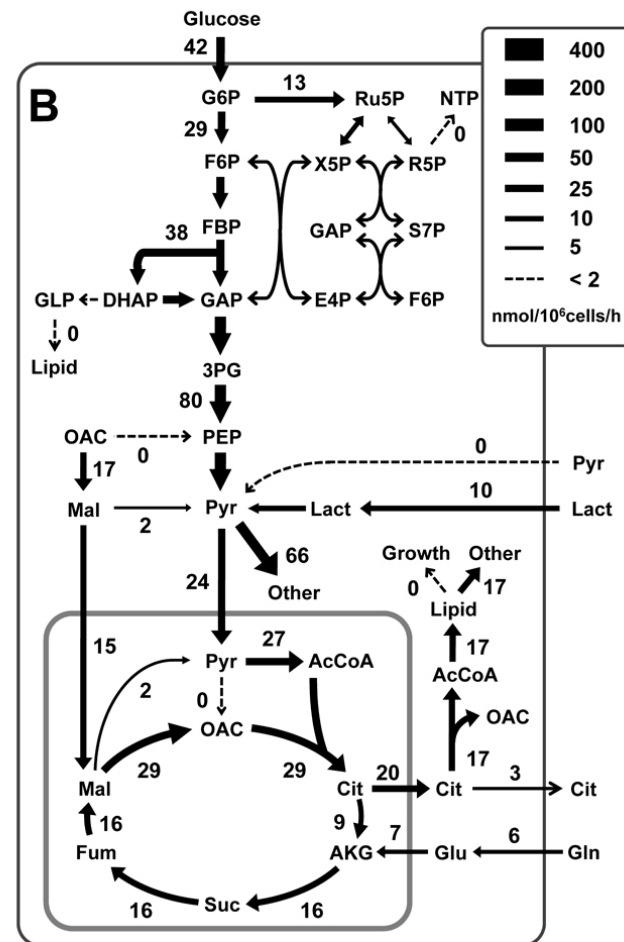 Glucose
42
B
G6P 13 Ru5P NTP
0
29
F6P X5P R5P
FBP
38
GAP S7P
GLP DHAP GAP E4P F6P
0
Lipid
3PG
80
OAC PEP
0
17
0
Pyr
Mal 2 Pyr Lact 10 Lact
66
Other
24
Growth Other
0 17
Lipid
17
AcCoA
OAC
17
15
Pyr 27 AcCoA
2
0
OAC
29 29
Mal Cit 20 Cit 3 Cit
16 9
Fum AKG 7 Glu 6 Gln
16 Suc 16
400
200
100
50
25
10
5
< 2
nmol/10⁶cells/h